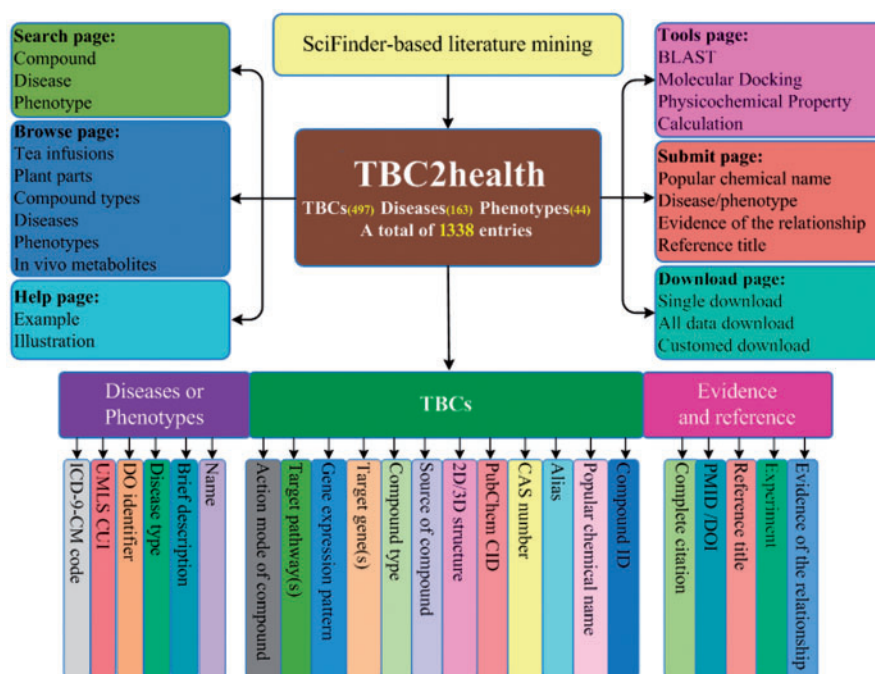 Search page:
Compound
Disease
Phenotype
Browse page:
Tea infusions
Plant parts
Compound types
Diseases
Phenotypes
In vivo metabolites
Help page:
Example
Illustration
SciFinder-based literature mining
TBC2health
TBCs(497) Diseases(163) Phenotypes(44)
A total of 1338 entries
Tools page:
BLAST
Molecular Docking
Physicochemical Property
Calculation
Submit page:
Popular chemical name
Disease/phenotype
Evidence of the relationship
Reference title
Download page:
Single download
All data download
Customed download
Diseases or
Phenotypes
TBCs
Evidence
and reference
ICD-9-CM code
UMLS CUI
DO identifier
Disease type
Brief description
Name
Action mode of compound
Target pathway(s)
Gene expression pattern
Target gene(s)
Compound type
Source of compound
2D/3D structure
PubChem CID
CAS number
Alias
Popular chemical name
Compound ID
Complete citation
PMID /DOI
Reference title
Experiment
Evidence of the relationship